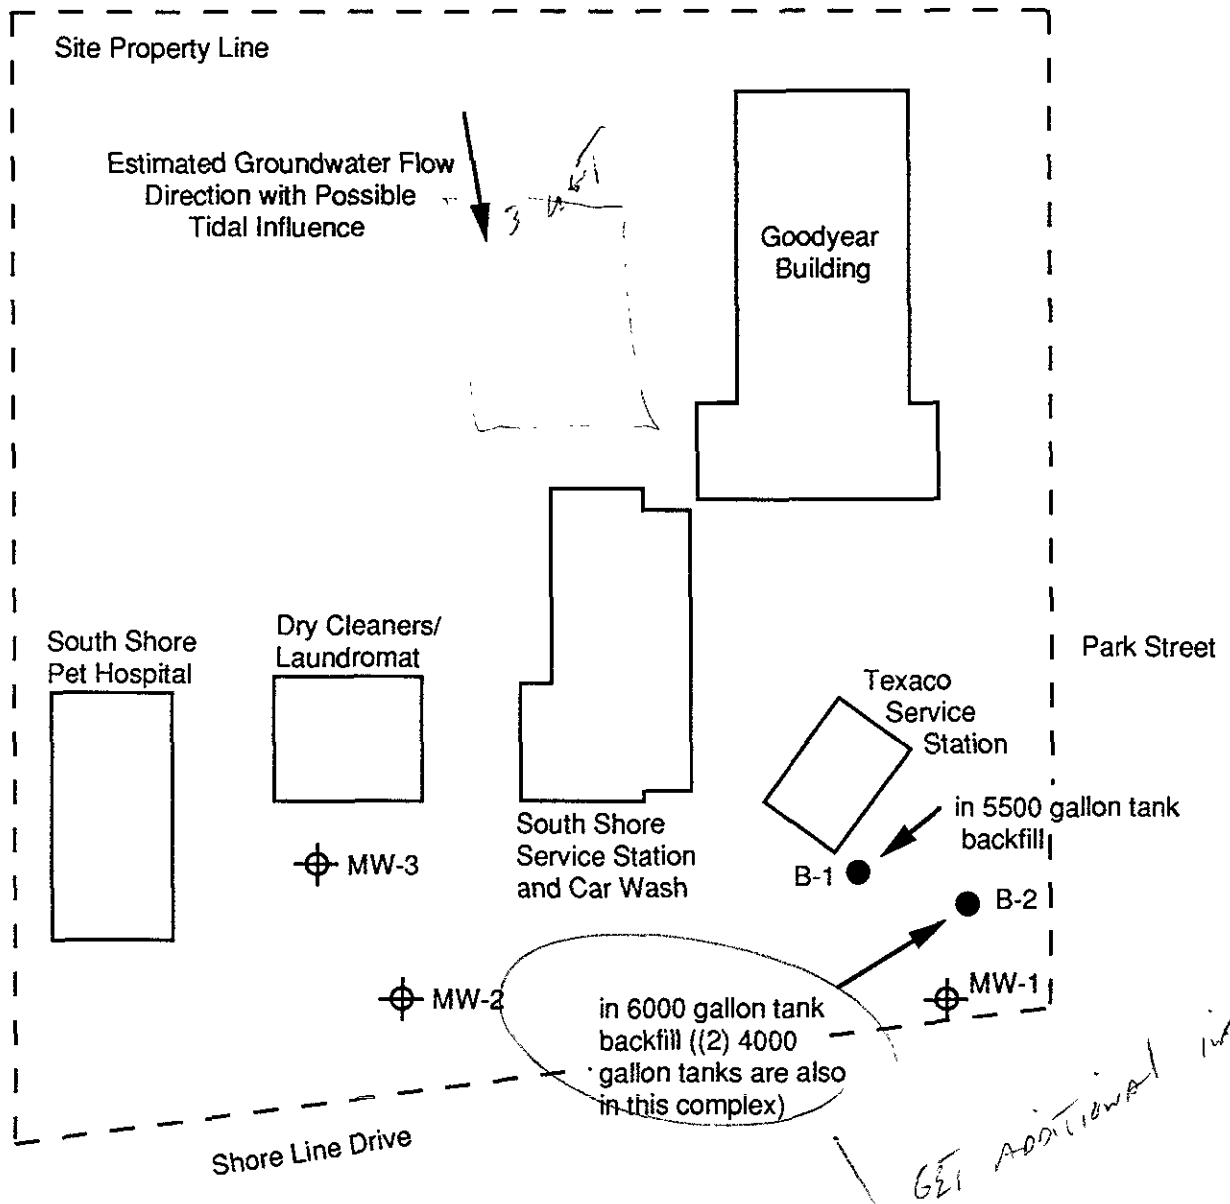 Site Property Line
Estimated Groundwater Flow
Direction with Possible
Tidal Influence
3
Goodyear
Building
South Shore
Pet Hospital
Dry Cleaners/
Laundromat
Park Street
Texaco
Service
Station
in 5500 gallon tank
backfill
South Shore
Service Station
and Car Wash
MW-3
B-1
B-2
MW-2
MW-1
in 6000 gallon tank
backfill ((2) 4000
gallon tanks are also
in this complex)
Shore Line Drive
GET ADDITIONAL